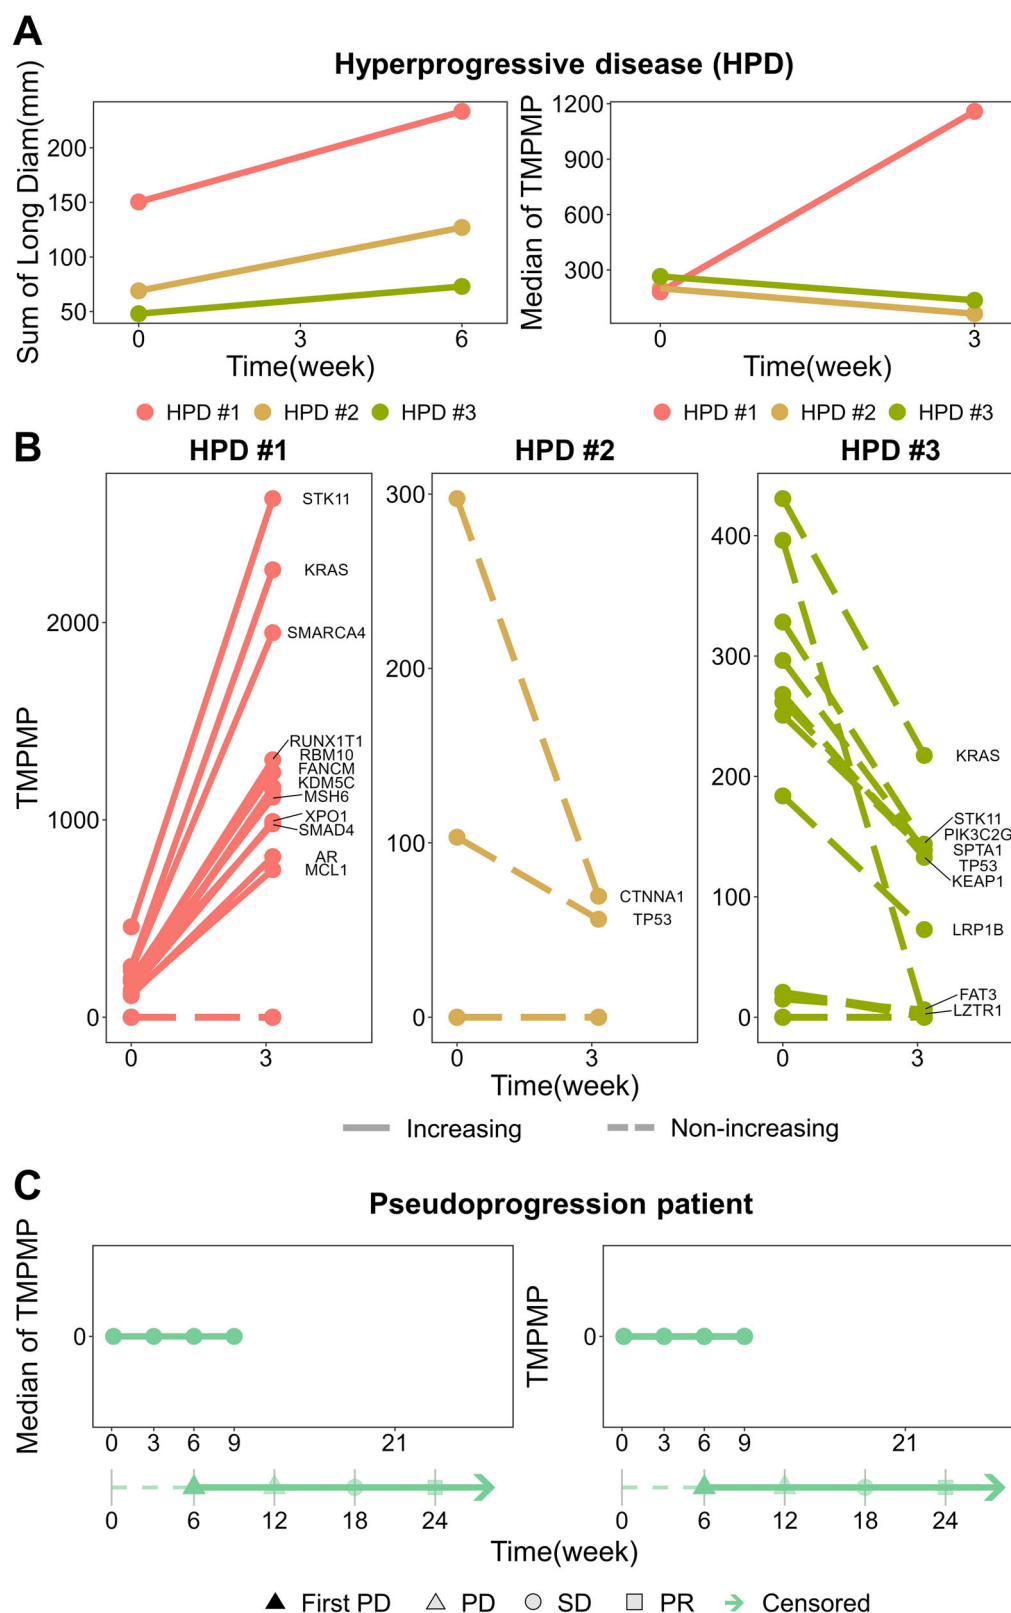 A
Hyperprogressive disease (HPD)
Sum of Long Diam(mm)
200
150
100
50
0 3 6
Time(week)
HPD #1 HPD #2 HPD #3
Median of TMPMP
1200
900
600
300
0 3
Time(week)
HPD #1 HPD #2 HPD #3
B
HPD #1
TMPMP
2000
1000
0
STK11
KRAS
SMARCA4
RUNX1T1
RBM10
FANCM
KDM5C
MSH6
XPO1
SMAD4
AR
MCL1
0 3
HPD #2
300
200
100
0
CTNNA1
TP53
0 3
HPD #3
400
300
200
100
0
KRAS
STK11
PIK3C2G
SPTA1
TP53
KEAP1
LRP1B
FAT3
LZTR1
0 3
Time(week)
Increasing Non-increasing
C
Pseudoprogression patient
Median of TMPMP
0
0 3 6 9 21
0 6 12 18 24
TMPMP
0
0 3 6 9 21
0 6 12 18 24
Time(week)
First PD PD SD PR Censored